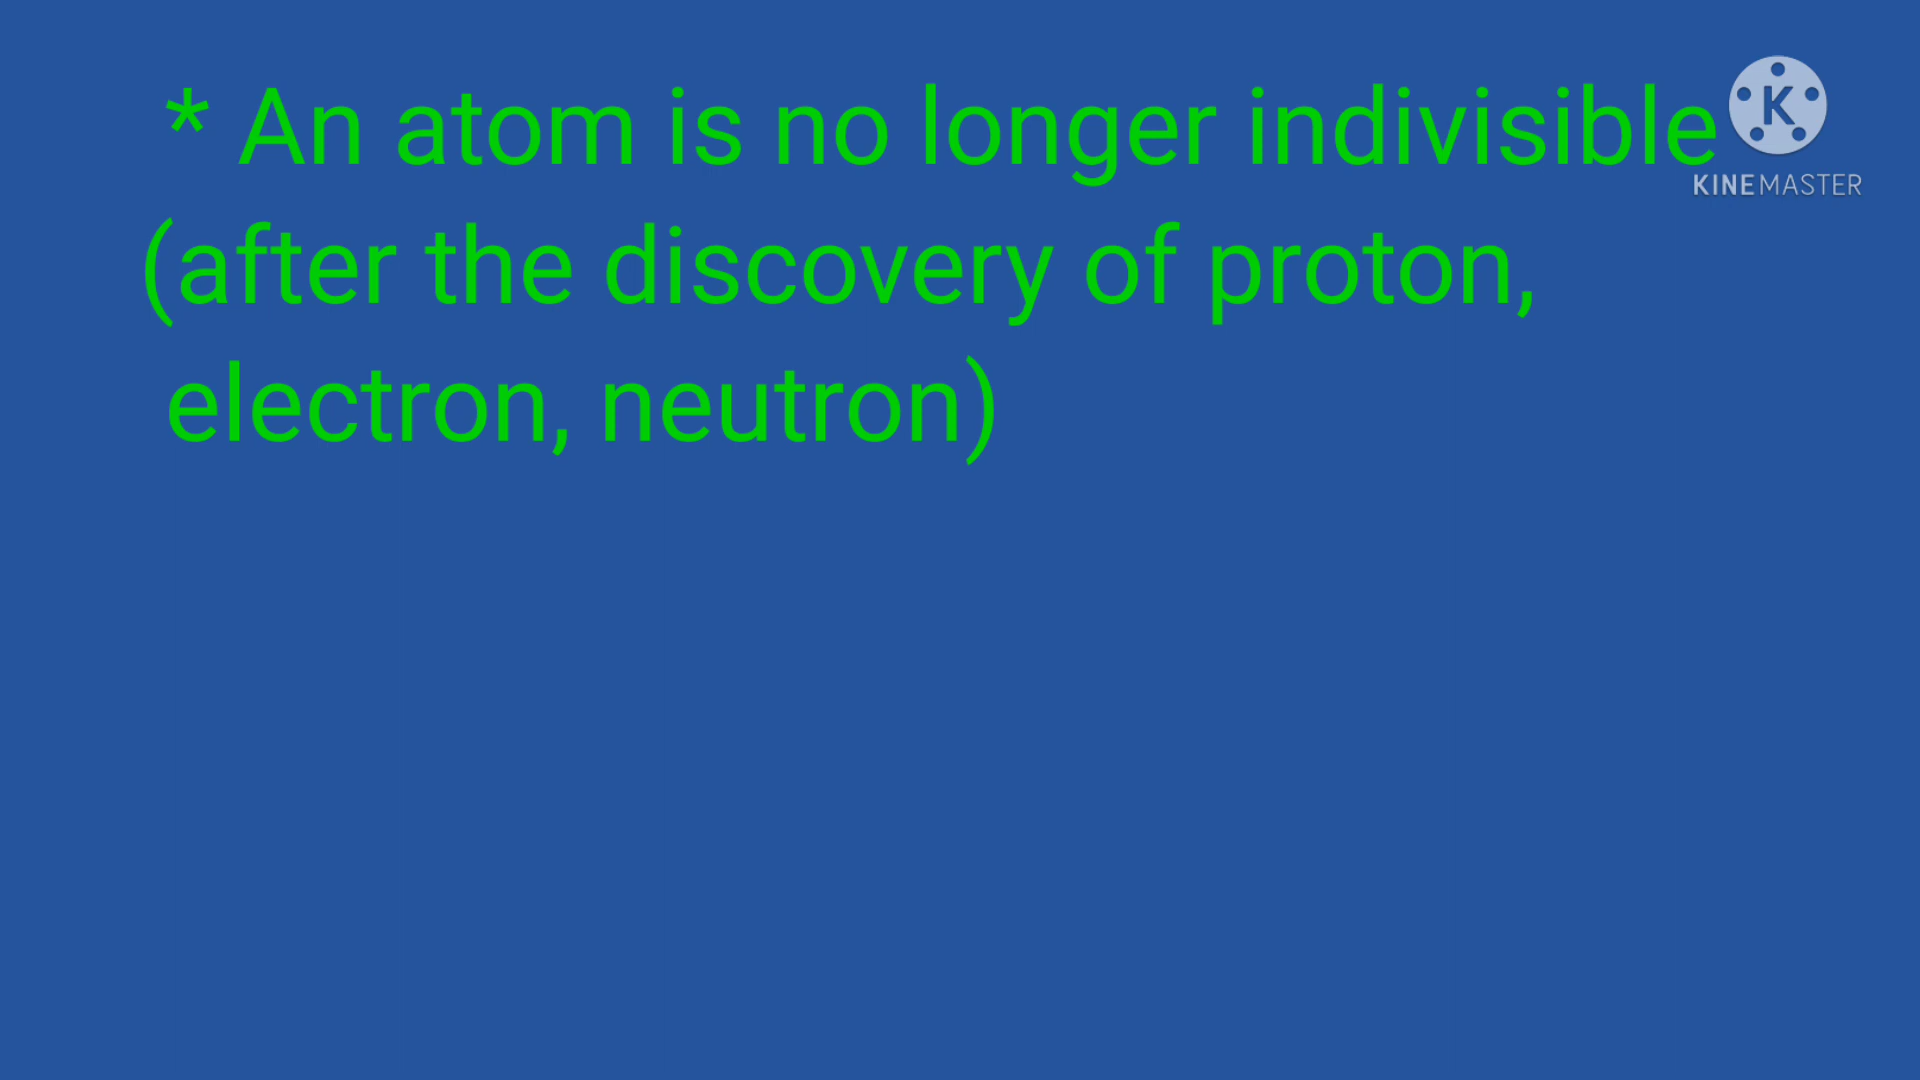 * An atom is no longer indivisible
(after the discovery of proton,
electron, neutron)
K
KINEMASTER